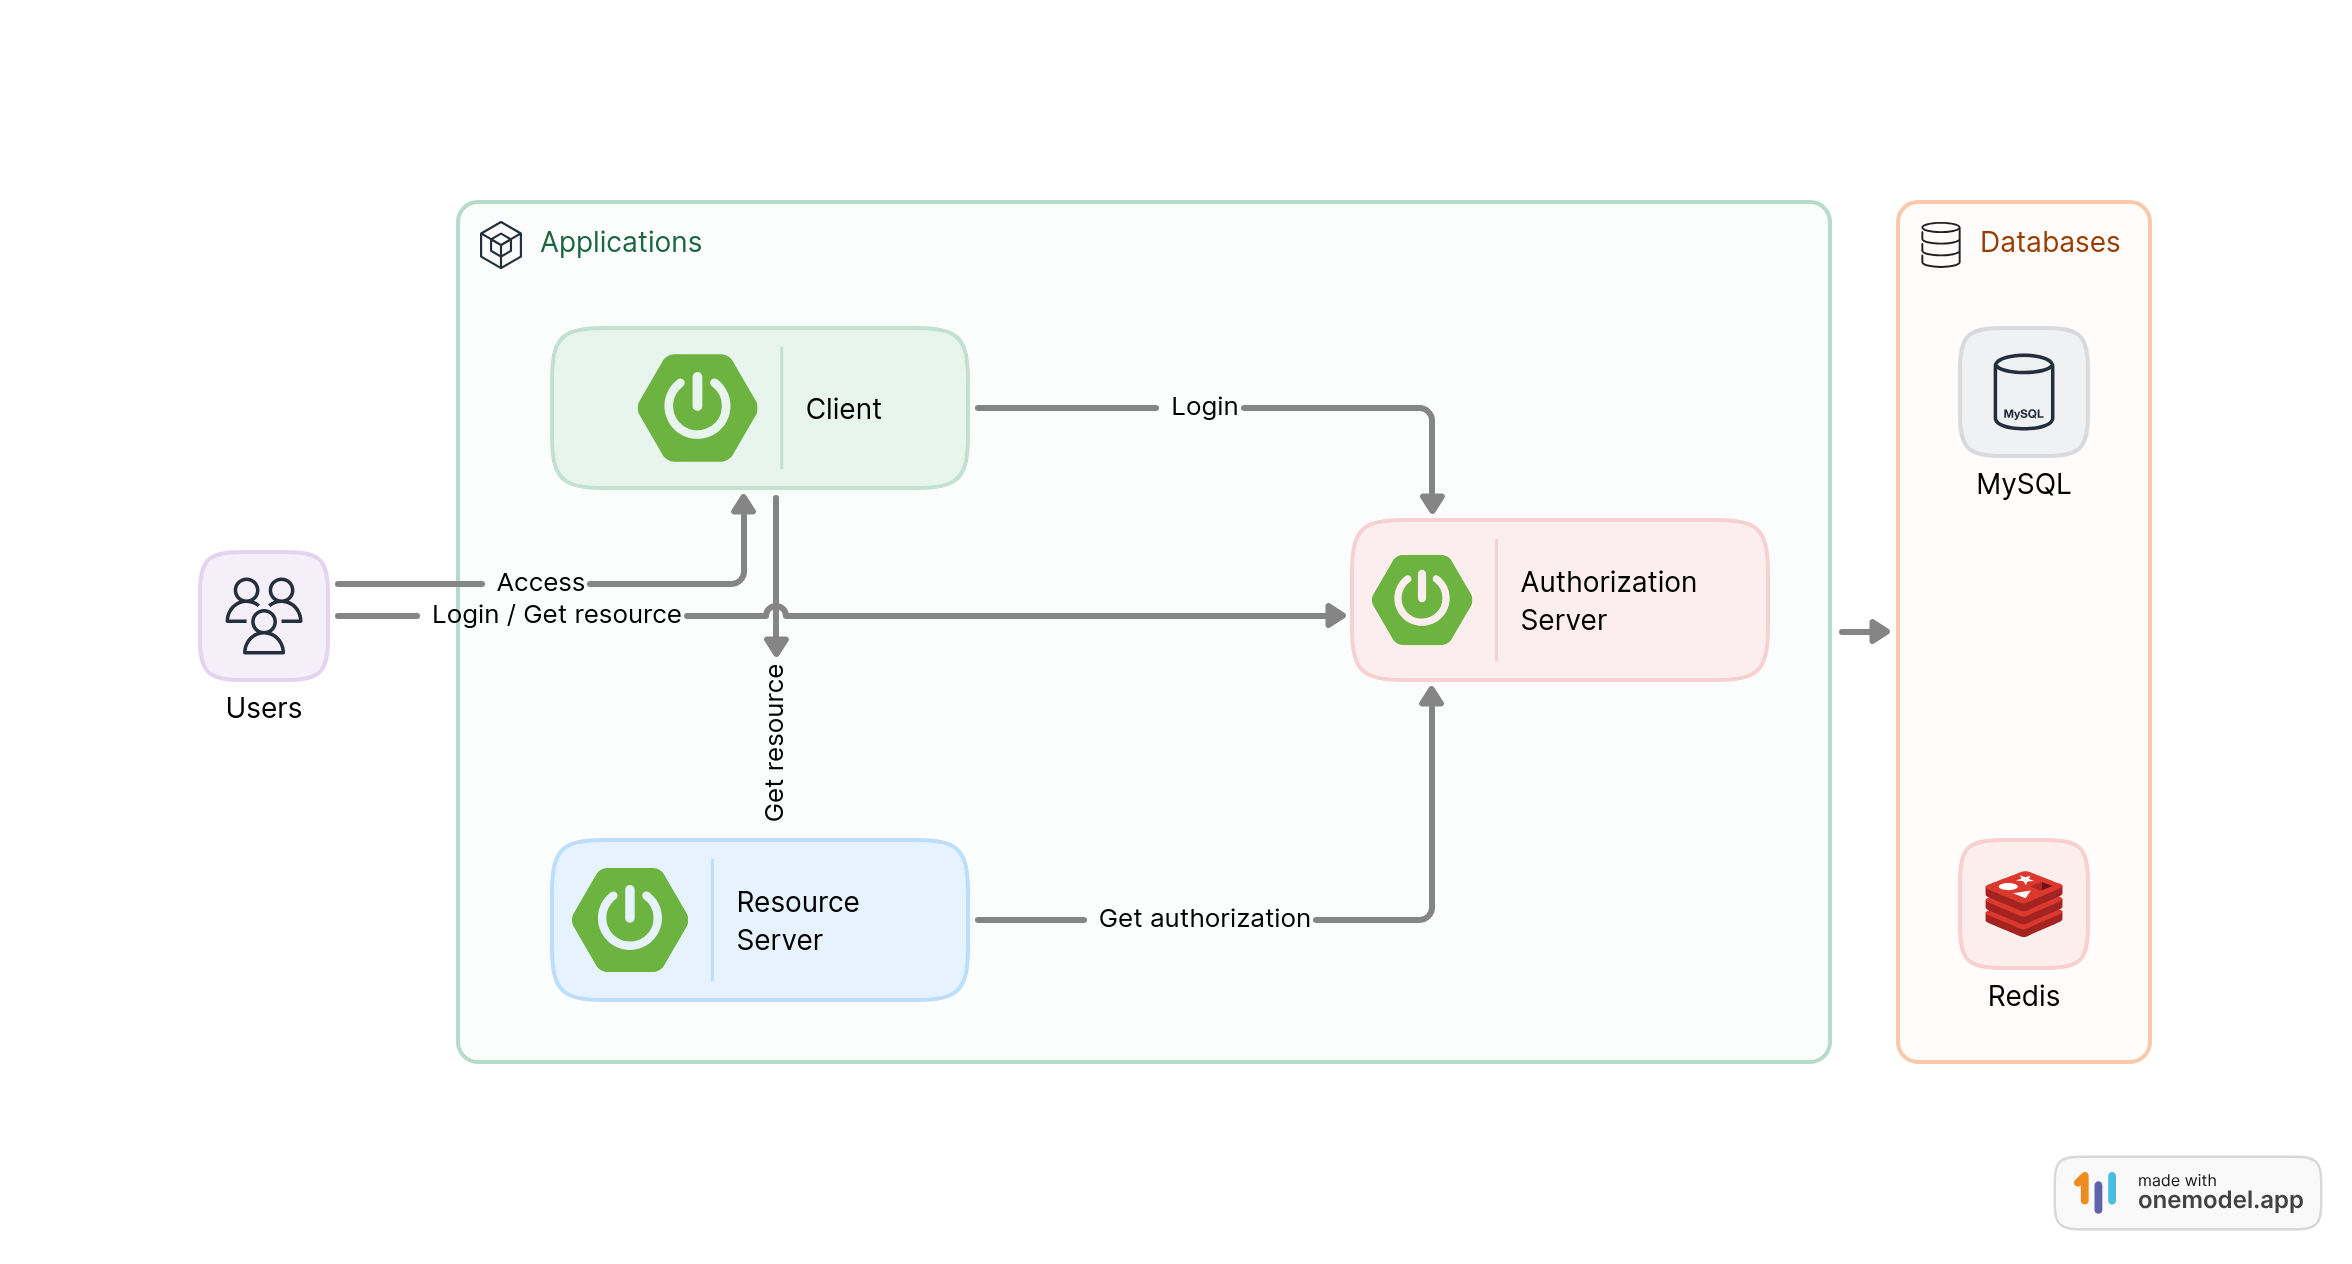 Applications
Databases
Client
Login
MySQL
MySQL
Access
Login / Get resource
Authorization
Server
Users
Get resource
Resource
Server
Get authorization
Redis
made with
onemodel.app